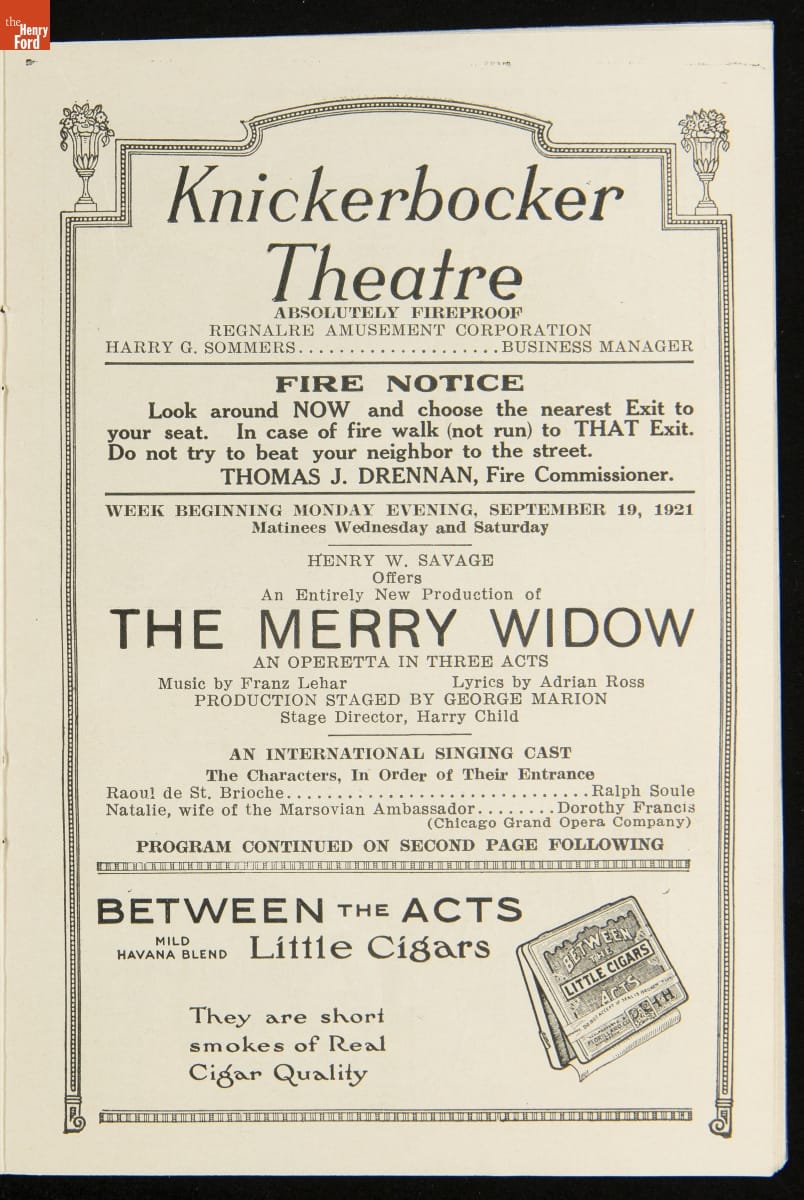 the
Henry
Ford
Knickerbocker
Theatre
ABSOLUTELY FIREPROOF
REGNALRE AMUSEMENT CORPORATION
HARRY G. SOMMERS....................BUSINESS MANAGER
FIRE NOTICE
Look around NOW and choose the nearest Exit to
your seat. In case of fire walk (not run) to THAT Exit.
Do not try to beat your neighbor to the street.
THOMAS J. DRENNAN, Fire Commissioner.
WEEK BEGINNING MONDAY EVENING, SEPTEMBER 19, 1921
Matinees Wednesday and Saturday
HENRY W. SAVAGE
Offers
An Entirely New Production of
THE MERRY WIDOW
AN OPERETTA IN THREE ACTS
Music by Franz Lehar Lyrics by Adrian Ross
PRODUCTION STAGED BY GEORGE MARION
Stage Director, Harry Child
AN INTERNATIONAL SINGING CAST
The Characters, In Order of Their Entrance
Raoul de St. Brioche..............................Ralph Soule
Natalie, wife of the Marsovian Ambassador........Dorothy Francis
(Chicago Grand Opera Company)
PROGRAM CONTINUED ON SECOND PAGE FOLLOWING
BETWEEN THE ACTS
MILD
HAVANA BLEND Little Cigars
They are short
smokes of Real
Cigar Quality
BETWEEN
THE
LITTLE CIGARS
ACTS